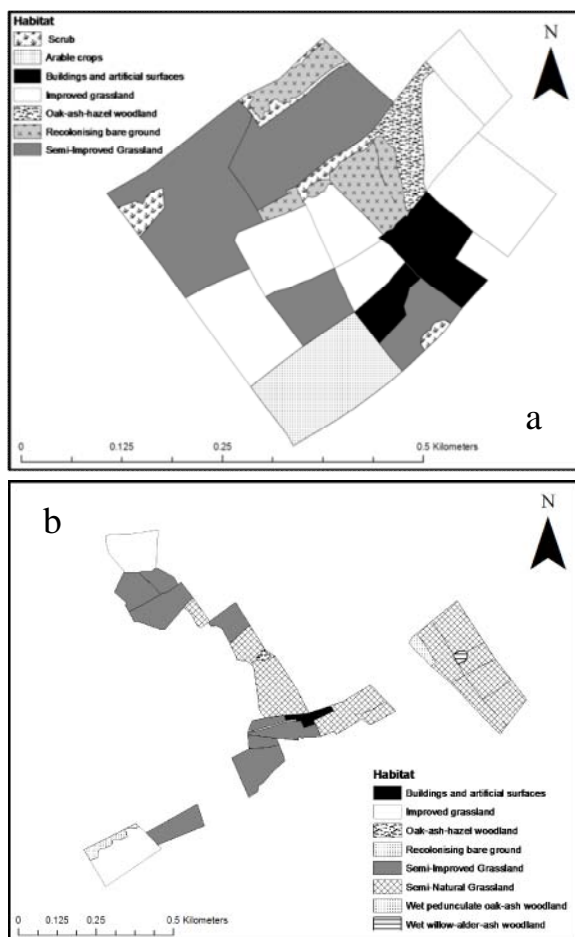 Habitat
Scrub
Arable crops
Buildings and artificial surfaces
Improved grassland
Oak-ash-hazel woodland
Recolonising bare ground
Semi-Improved Grassland
N
a
0 0.125 0.25 0.5 Kilometers
b
N
Habitat
Buildings and artificial surfaces
Improved grassland
Oak-ash-hazel woodland
Recolonising bare ground
Semi-Improved Grassland
Semi-Natural Grassland
Wet pedunculate oak-ash woodland
Wet willow-alder-ash woodland
0 0.125 0.25 0.5 Kilometers